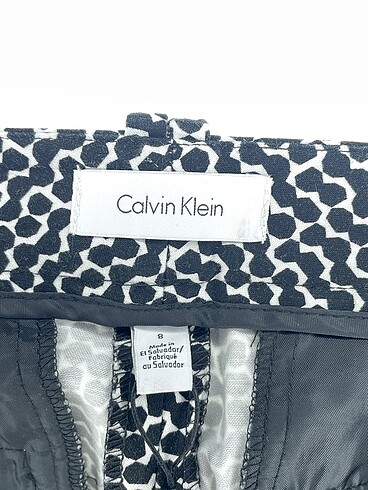 Calvin Klein
8
Made in
El Salvador/
Fabriqué
au Salvador